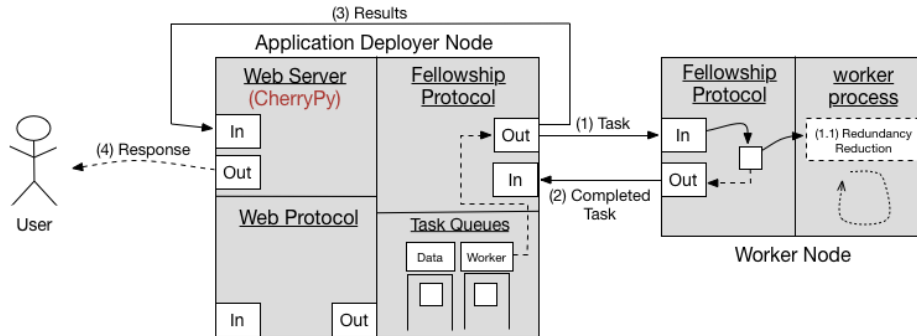 (3) Results
Application Deployer Node
Web Server
(CherryPy)
Fellowship
Protocol
Fellowship
Protocol
worker
process
In
Out
(1) Task
In
(1.1) Redundancy
Reduction
(4) Response
Out
In
(2) Completed
Task
Out
User
Web Protocol
Task Queues
Data
Worker
Worker Node
In
Out